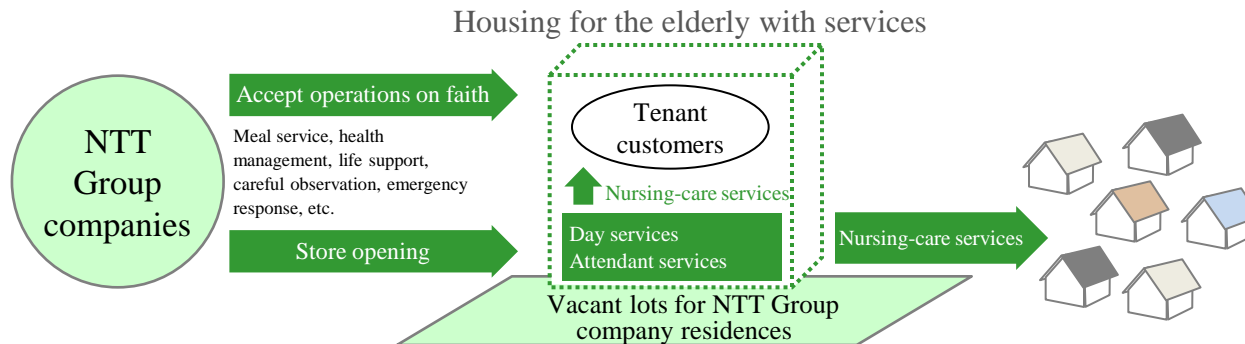 Housing for the elderly with services
NTT
Group
companies
Accept operations on faith
Meal service, health
management, life support,
careful observation, emergency
response, etc.
Store opening
Tenant
customers
Nursing-care services
Day services
Attendant services
Vacant lots for NTT Group
company residences
Nursing-care services